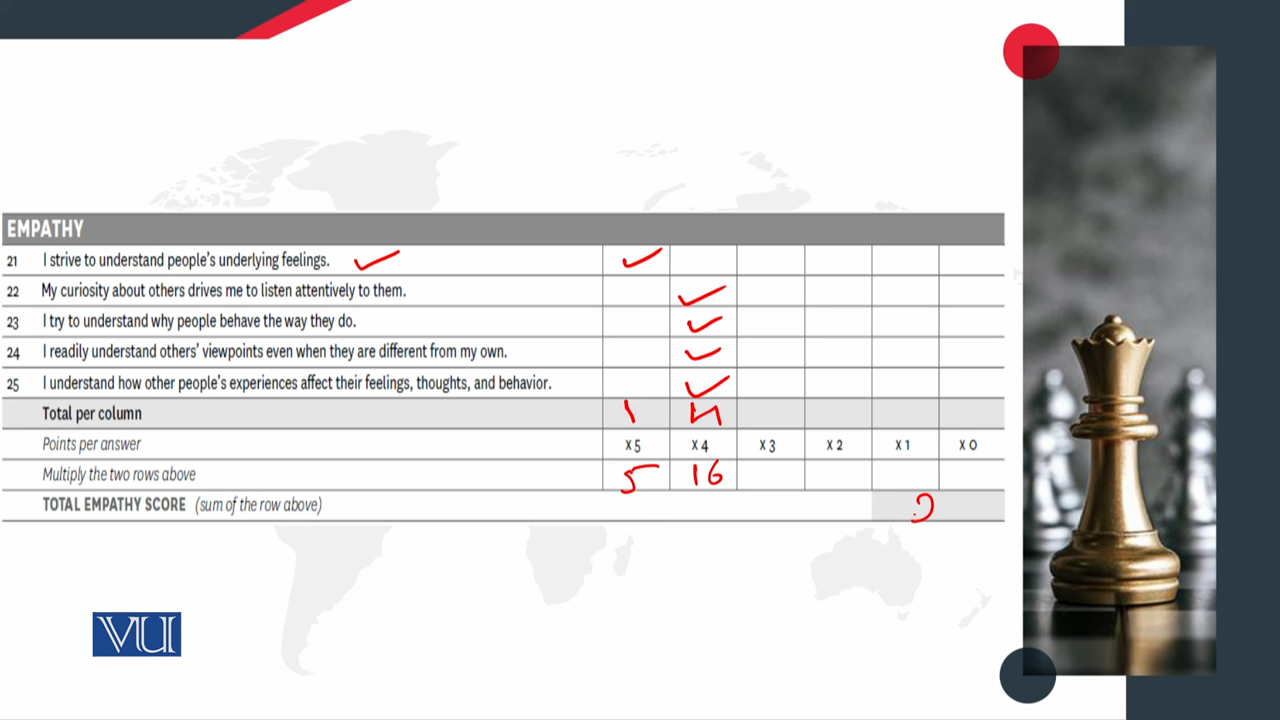 EMPATHY
21 I strive to understand people's underlying feelings.
22 My curiosity about others drives me to listen attentively to them.
23 I try to understand why people behave the way they do.
24 I readily understand others' viewpoints even when they are different from my own.
25 I understand how other people's experiences affect their feelings, thoughts, and behavior.
Total per column 1 4
Points per answer x 5 x 4 x 3 x 2 x 1 x 0
Multiply the two rows above 5 16
TOTAL EMPATHY SCORE (sum of the row above)
VU